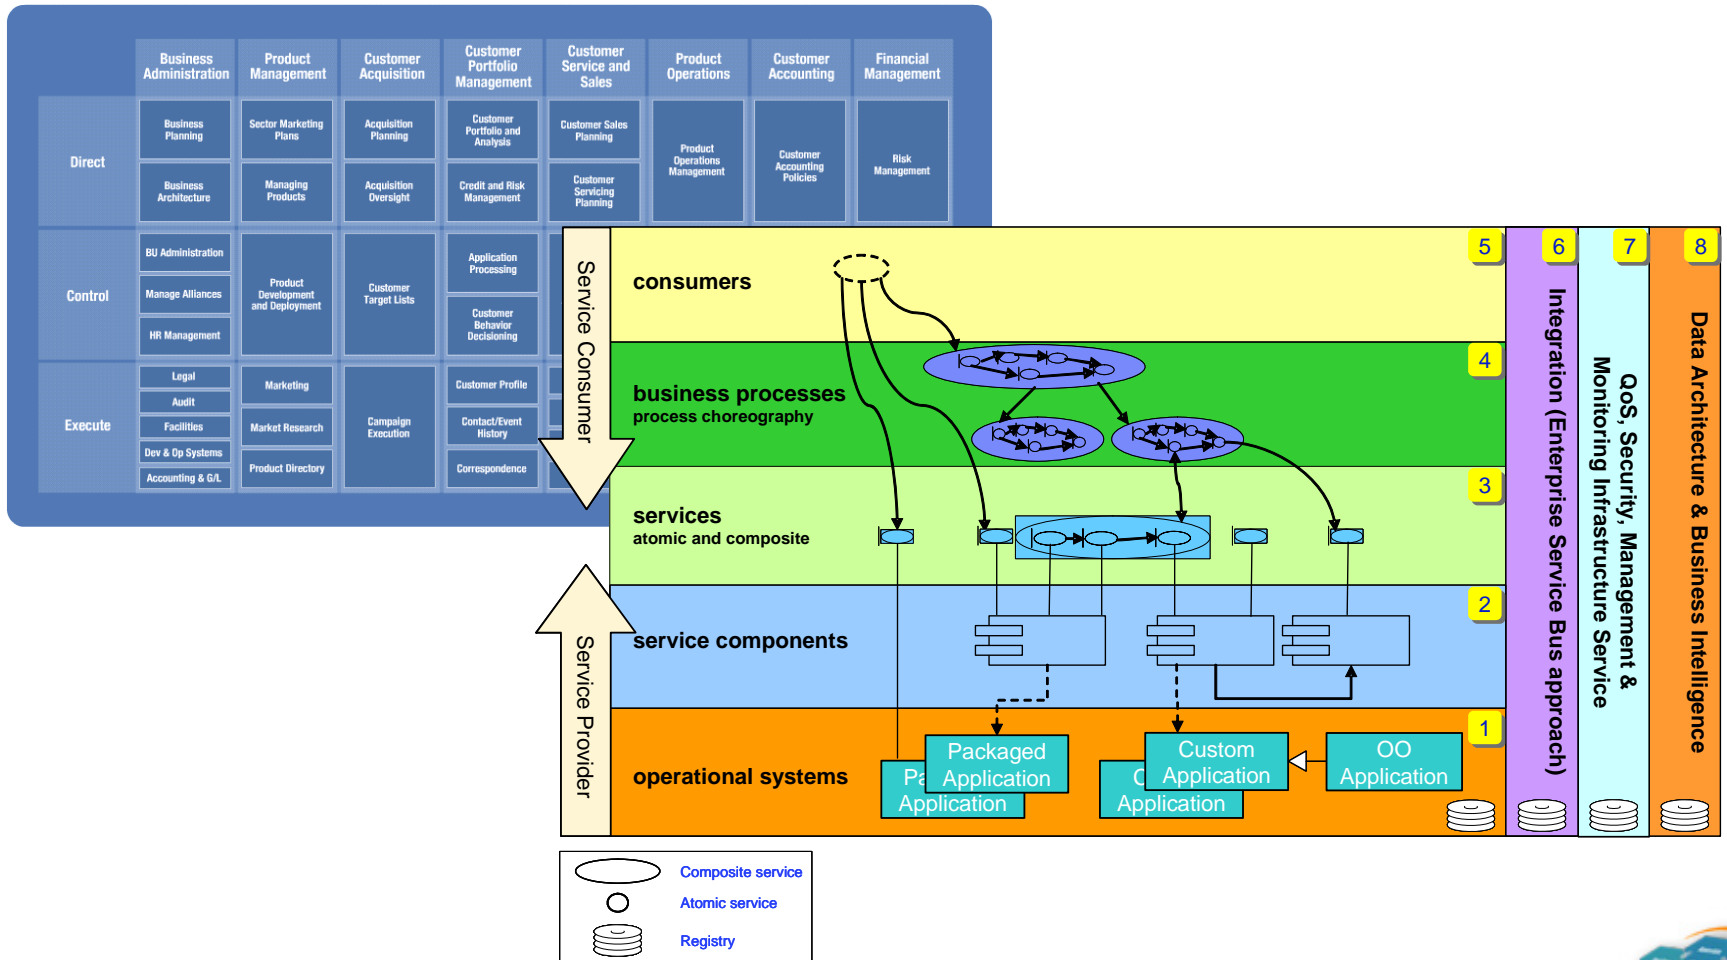 Business
Administration
Product
Management
Customer
Acquisition
Customer
Portfolio
Management
Customer
Service and
Sales
Product
Operations
Customer
Accounting
Financial
Management
Direct
Business
Planning
Sector Marketing
Plans
Acquisition
Planning
Customer
Portfolio and
Analysis
Customer Sales
Planning
Product
Operations
Management
Customer
Accounting
Policies
Risk
Management
Business
Architecture
Managing
Products
Acquisition
Oversight
Credit and Risk
Management
Customer
Servicing
Planning
Control
BU Administration
Manage Alliances
HR Management
Product
Development
and Deployment
Customer
Target Lists
Application
Processing
Customer
Behavior
Decisioning
Execute
Legal
Audit
Facilities
Dev & Op Systems
Accounting & G/L
Marketing
Market Research
Product Directory
Campaign
Execution
Customer Profile
Contact/Event
History
Correspondence
Service Consumer
Service Provider
consumers
5
business processes
process choreography
4
services
atomic and composite
3
service components
2
operational systems
1
Packaged
Application
Pa
Application
Custom
Application
C
Application
OO
Application
6
Integration (Enterprise Service Bus approach)
7
QoS, Security, Management &
Monitoring Infrastructure Service
8
Data Architecture & Business Intelligence
Composite service
Atomic service
Registry